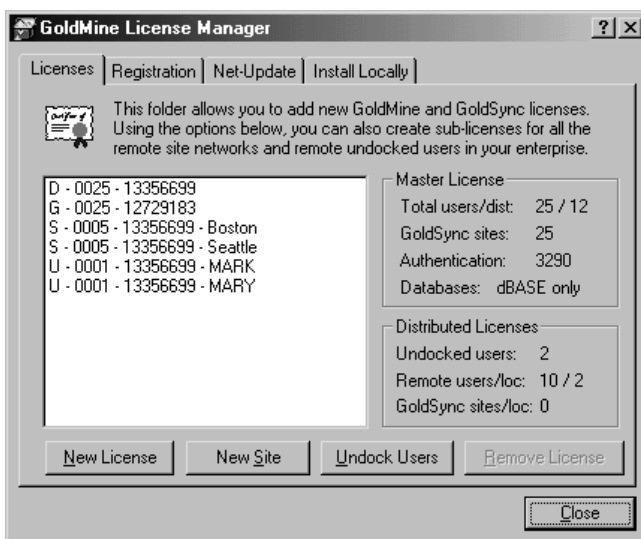 GoldMine License Manager
Licenses Registration Net-Update Install Locally
This folder allows you to add new GoldMine and GoldSync licenses.
Using the options below, you can also create sub-licenses for all the
remote site networks and remote undocked users in your enterprise.
D - 0025 - 13356699
G - 0025 - 12729183
S - 0005 - 13356699 - Boston
S - 0005 - 13356699 - Seattle
U - 0001 - 13356699 - MARK
U - 0001 - 13356699 - MARY
Master License
Total users/dist: 25 / 12
GoldSync sites: 25
Authentication: 3290
Databases: dBASE only
Distributed Licenses
Undocked users: 2
Remote users/loc: 10 / 2
GoldSync sites/loc: 0
New License New Site Undock Users Remove License
Close